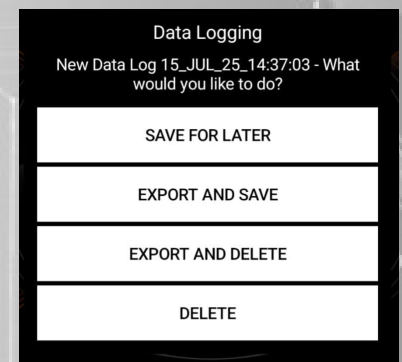 Data Logging
New Data Log 15_JUL_25_14:37:03 - What
would you like to do?
SAVE FOR LATER
EXPORT AND SAVE
EXPORT AND DELETE
DELETE